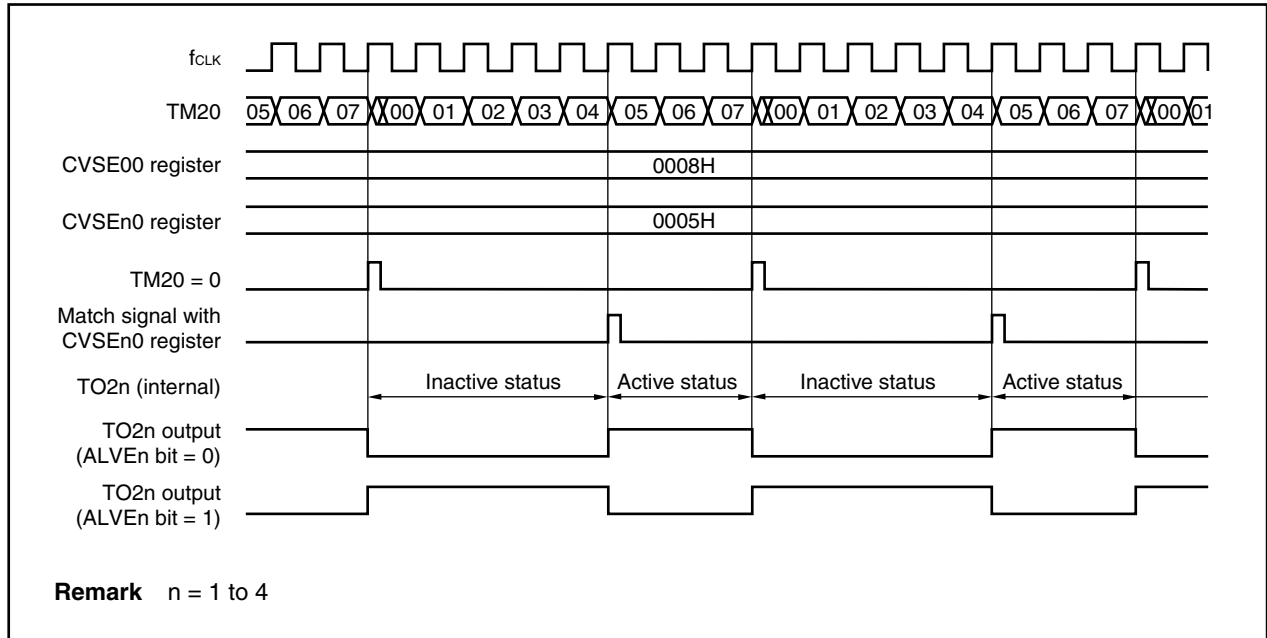 fCLK
TM20 05 06 07 00 01 02 03 04 05 06 07 00 01 02 03 04 05 06 07 00 01
CVSE00 register 0008H
CVSEn0 register 0005H
TM20 = 0
Match signal with
CVSEn0 register
TO2n (internal) Inactive status Active status Inactive status Active status
TO2n output
(ALVEn bit = 0)
TO2n output
(ALVEn bit = 1)
Remark n = 1 to 4